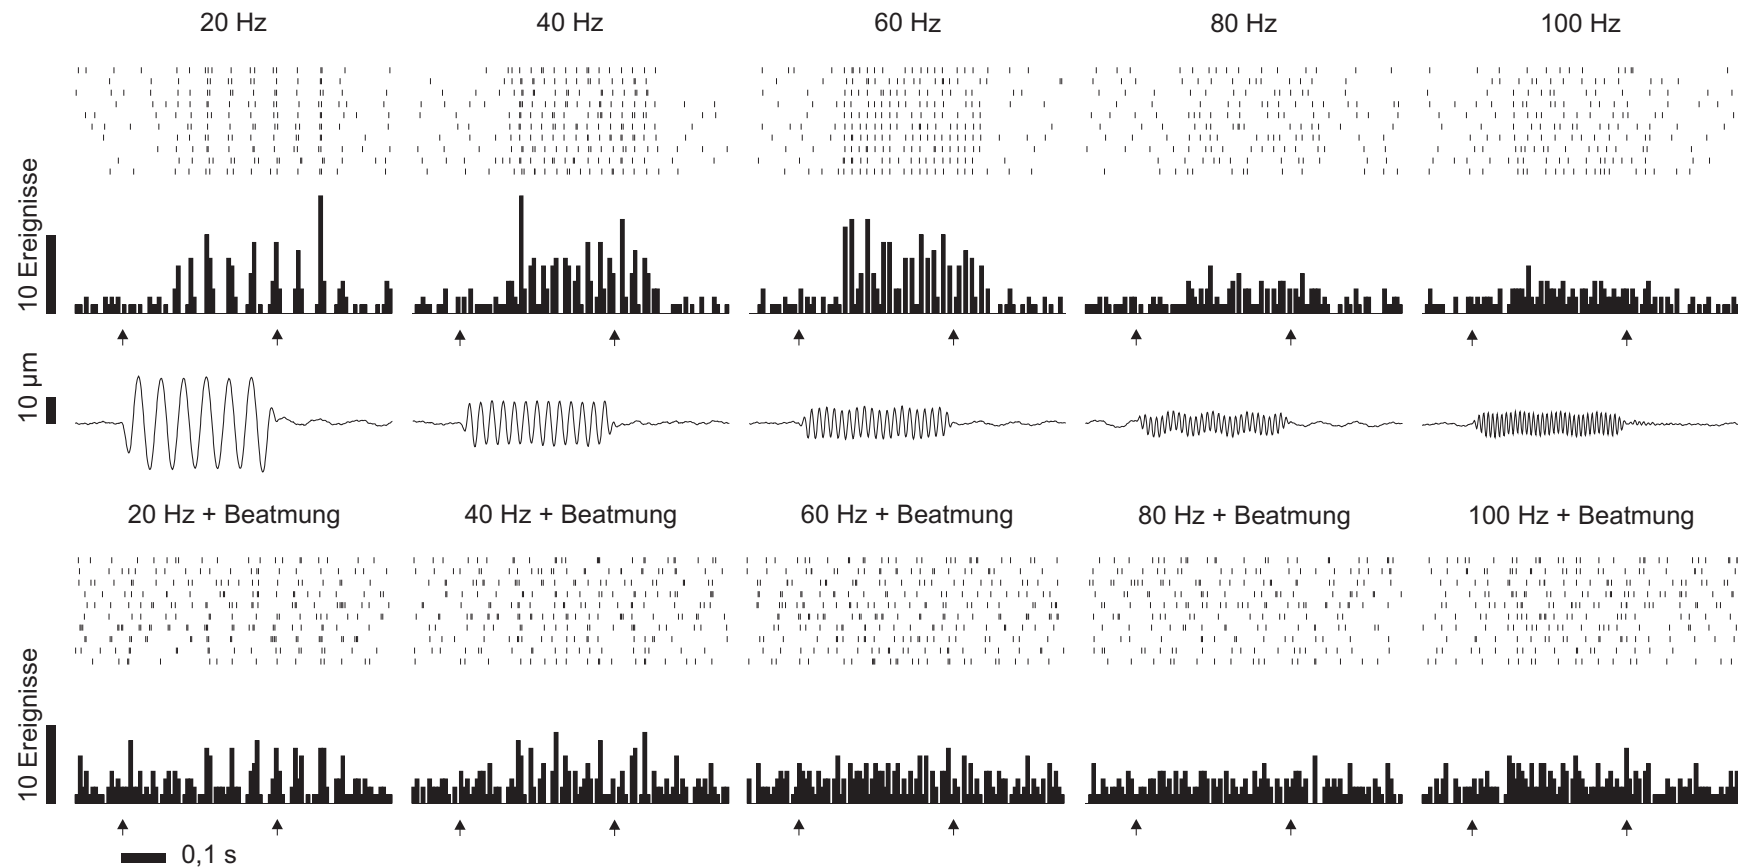 20 Hz
40 Hz
60 Hz
80 Hz
100 Hz
10 Ereignisse
10 µm
20 Hz + Beatmung
40 Hz + Beatmung
60 Hz + Beatmung
80 Hz + Beatmung
100 Hz + Beatmung
10 Ereignisse
0,1 s